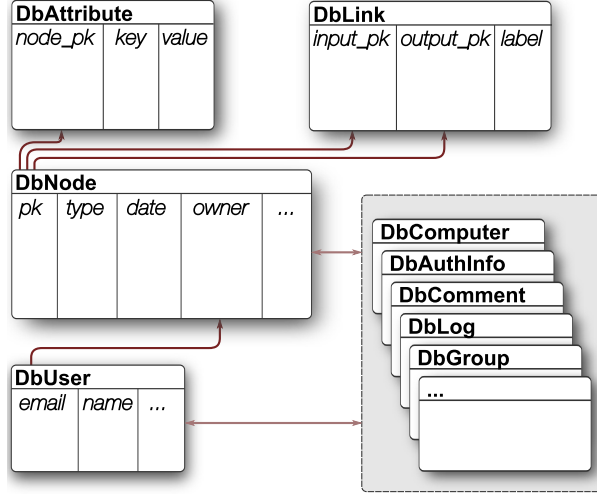 DbAttribute
node_pk key value
DbLink
input_pk output_pk label
DbNode
pk type date owner ...
DbComputer
DbAuthInfo
DbComment
DbLog
DbGroup
...
DbUser
email name ...